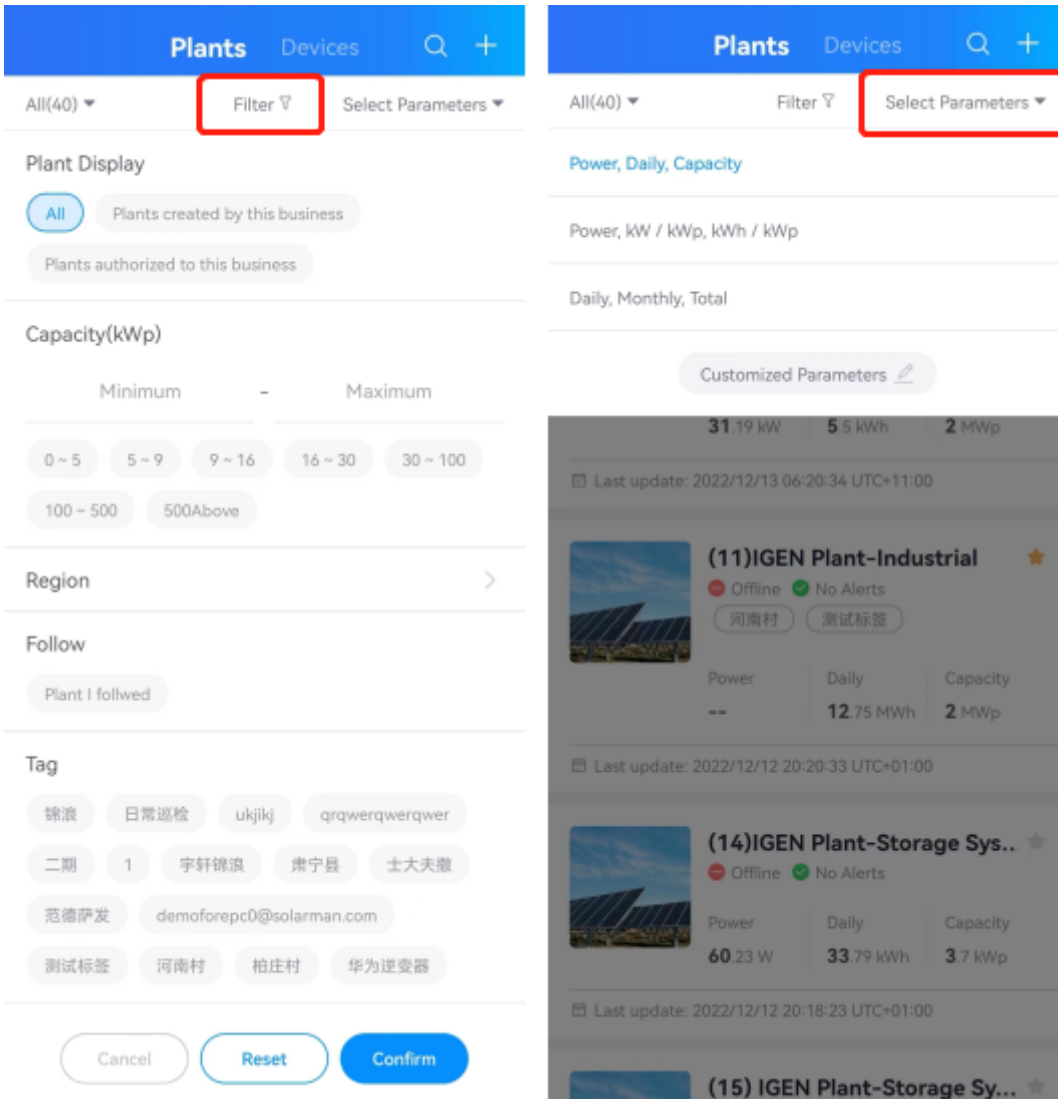 Plants Devices
All(40) Filter Select Parameters
Plant Display
All Plants created by this business
Plants authorized to this business
Capacity(kWp)
Minimum - Maximum
0 ~ 5 5 ~ 9 9 ~ 16 16 ~ 30 30 ~ 100
100 ~ 500 500Above
Region
Follow
Plant I follwed
Tag
锦浪 日常巡检 ukjikj qrqwerqwerqwer
二期 1 宇轩锦浪 肃宁县 士大夫撒
范德萨发 demoforepc0@solarman.com
测试标签 河南村 柏庄村 华为逆变器
Cancel Reset Confirm
Plants Devices
All(40) Filter Select Parameters
Power, Daily, Capacity
Power, kW / kWp, kWh / kWp
Daily, Monthly, Total
Customized Parameters
31.19 kW 5.5 kWh 2 MWp
Last update: 2022/12/13 06:20:34 UTC+11:00
(11)IGEN Plant-Industrial
Offline No Alerts
河南村 测试标签
Power Daily Capacity
-- 12.75 MWh 2 MWp
Last update: 2022/12/12 20:20:33 UTC+01:00
(14)IGEN Plant-Storage Sys...
Offline No Alerts
Power Daily Capacity
60.23 W 33.79 kWh 3.7 kWp
Last update: 2022/12/12 20:18:23 UTC+01:00
(15) IGEN Plant-Storage Sy...